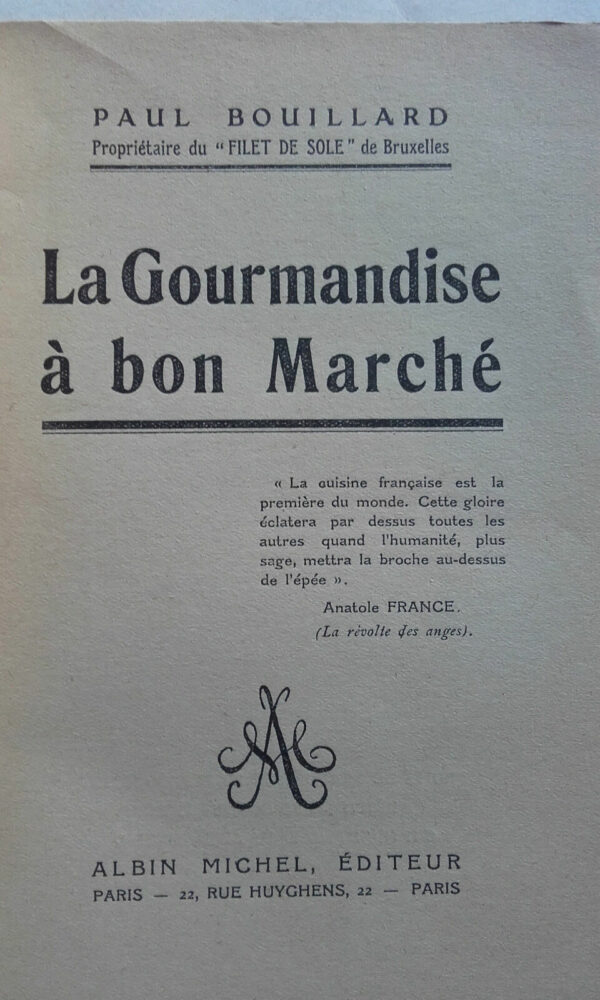 PAUL BOUILLARD
Propriétaire du "FILET DE SOLE" de Bruxelles
La Gourmandise
à bon Marché
« La cuisine française est la
première du monde. Cette gloire
éclatera par dessus toutes les
autres quand l'humanité, plus
sage, mettra la broche au-dessus
de l'épée ».
Anatole FRANCE.
(La révolte des anges).
AM
ALBIN MICHEL, ÉDITEUR
PARIS — 22, RUE HUYGHENS, 22 — PARIS